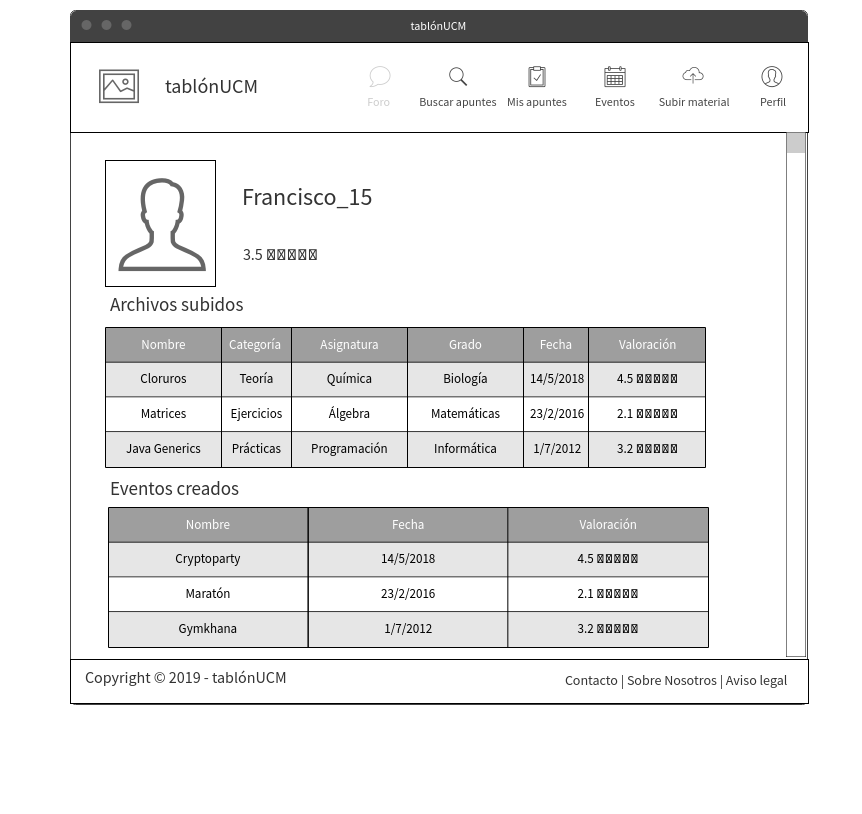 tablónUCM
tablónUCM
Foro Buscar apuntes Mis apuntes Eventos Subir material Perfil
Francisco_15
3.5
Archivos subidos
Nombre Categoría Asignatura Grado Fecha Valoración
Cloruros Teoría Química Biología 14/5/2018 4.5
Matrices Ejercicios Álgebra Matemáticas 23/2/2016 2.1
Java Generics Prácticas Programación Informática 1/7/2012 3.2
Eventos creados
Nombre Fecha Valoración
Cryptoparty 14/5/2018 4.5
Maratón 23/2/2016 2.1
Gymkhana 1/7/2012 3.2
Copyright © 2019 - tablónUCM
Contacto | Sobre Nosotros | Aviso legal